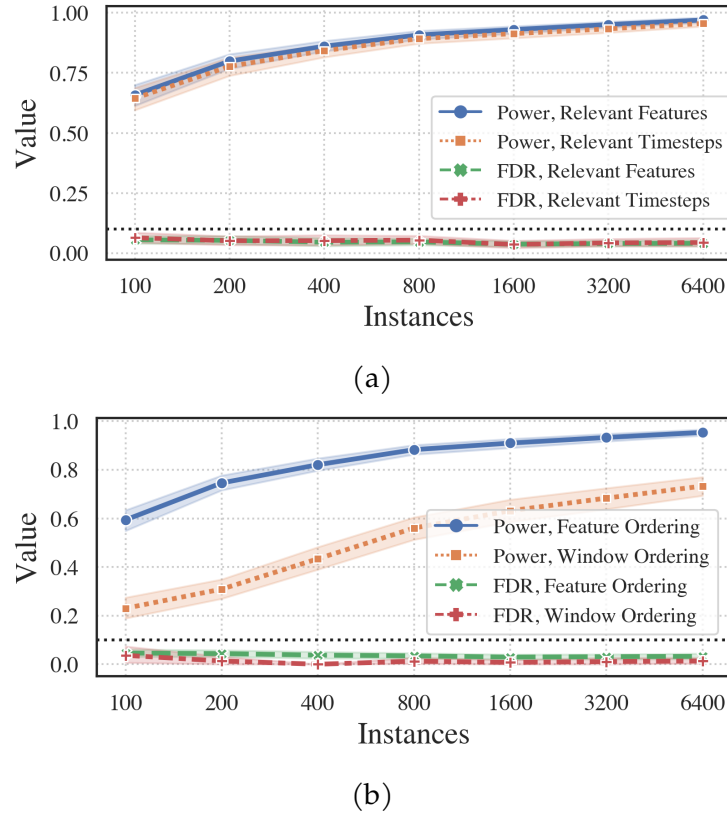 1.00
0.75
0.50
0.25
0.00
Value
Power, Relevant Features
Power, Relevant Timesteps
FDR, Relevant Features
FDR, Relevant Timesteps
100 200 400 800 1600 3200 6400
Instances
(a)
1.0
0.8
0.6
0.4
0.2
0.0
Value
Power, Feature Ordering
Power, Window Ordering
FDR, Feature Ordering
FDR, Window Ordering
100 200 400 800 1600 3200 6400
Instances
(b)